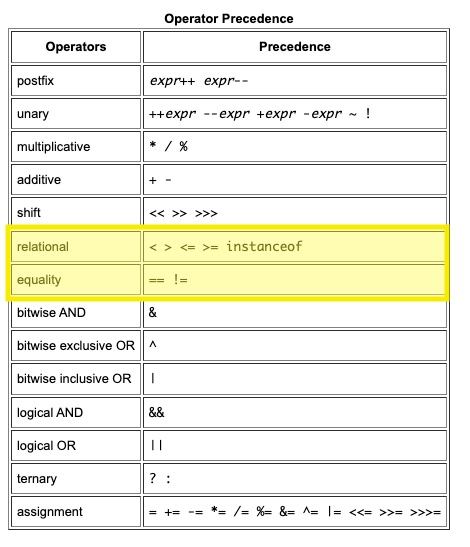 Operator Precedence
Operators Precedence
postfix expr++ expr--
unary ++expr --expr +expr -expr ~ !
multiplicative * / %
additive + -
shift << >> >>>
relational < > <= >= instanceof
equality == !=
bitwise AND &
bitwise exclusive OR ^
bitwise inclusive OR |
logical AND &&
logical OR ||
ternary ? :
assignment = += -= *= /= %= &= ^= |= <<= >>= >>>=